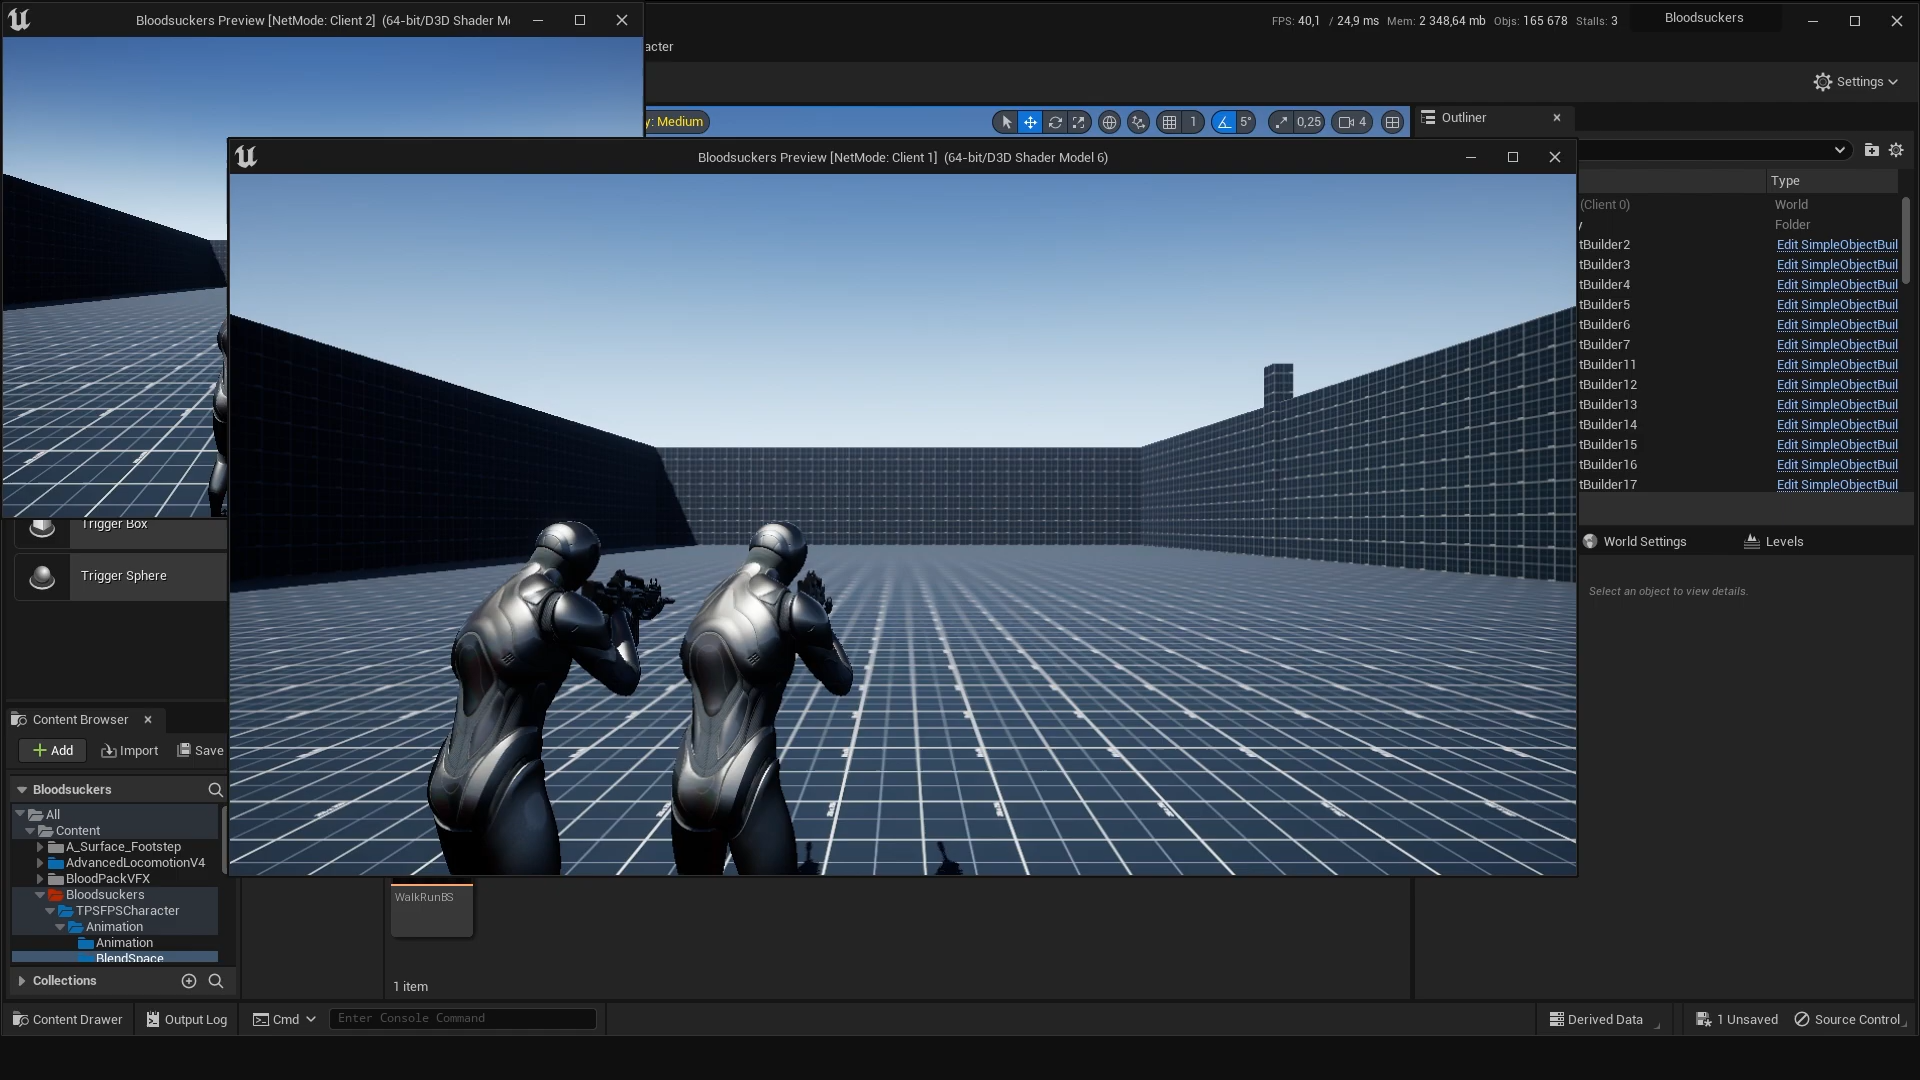 Bloodsuckers Preview [NetMode: Client 2] (64-bit/D3D Shader M
FPS: 40,1 / 24,9 ms Mem: 2 348,64 mb Objs: 165 678 Stalls: 3
Bloodsuckers
acter
Settings
y: Medium
1
5°
0,25
4
Outliner
Bloodsuckers Preview [NetMode: Client 1] (64-bit/D3D Shader Model 6)
Type
(Client 0) World
Folder
tBuilder2 Edit SimpleObjectBuil
tBuilder3 Edit SimpleObjectBuil
tBuilder4 Edit SimpleObjectBuil
tBuilder5 Edit SimpleObjectBuil
tBuilder6 Edit SimpleObjectBuil
tBuilder7 Edit SimpleObjectBuil
tBuilder11 Edit SimpleObjectBuil
tBuilder12 Edit SimpleObjectBuil
tBuilder13 Edit SimpleObjectBuil
tBuilder14 Edit SimpleObjectBuil
tBuilder15 Edit SimpleObjectBuil
tBuilder16 Edit SimpleObjectBuil
tBuilder17 Edit SimpleObjectBuil
Trigger Box
Trigger Sphere
World Settings
Levels
Select an object to view details.
Content Browser
Add
Import
Save
Bloodsuckers
All
Content
A_Surface_Footstep
AdvancedLocomotionV4
BloodPackVFX
Bloodsuckers
TPSFPSCharacter
Animation
Animation
BlendSpace
WalkRunBS
Collections
1 item
Content Drawer
Output Log
Cmd
Enter Console Command
Derived Data
1 Unsaved
Source Control